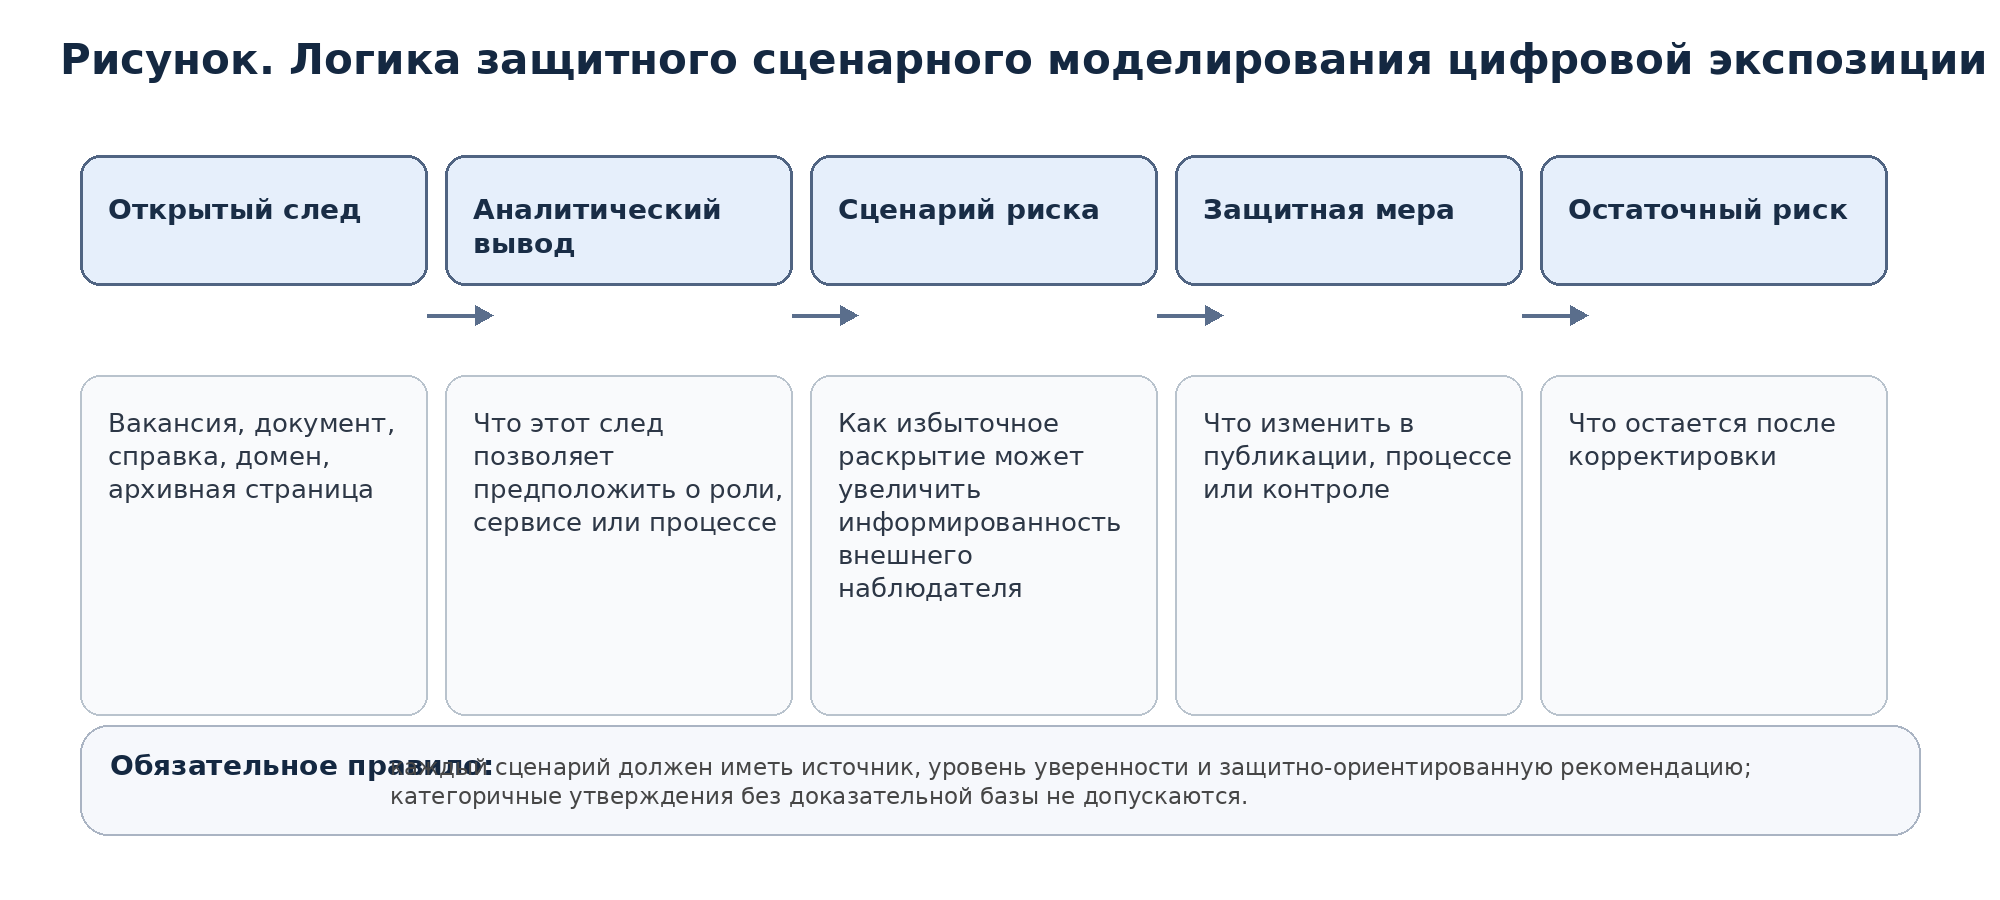 Рисунок. Логика защитного сценарного моделирования цифровой экспозиции
Открытый след
Аналитический
вывод
Сценарий риска
Защитная мера
Остаточный риск
Вакансия, документ,
справка, домен,
архивная страница
Что этот след
позволяет
предположить о роли,
сервисе или процессе
Как избыточное
раскрытие может
увеличить
информированность
внешнего
наблюдателя
Что изменить в
публикации, процессе
или контроле
Что остается после
корректировки
Обязательное правило:
каждый сценарий должен иметь источник, уровень уверенности и защитно-ориентированную рекомендацию;
категоричные утверждения без доказательной базы не допускаются.